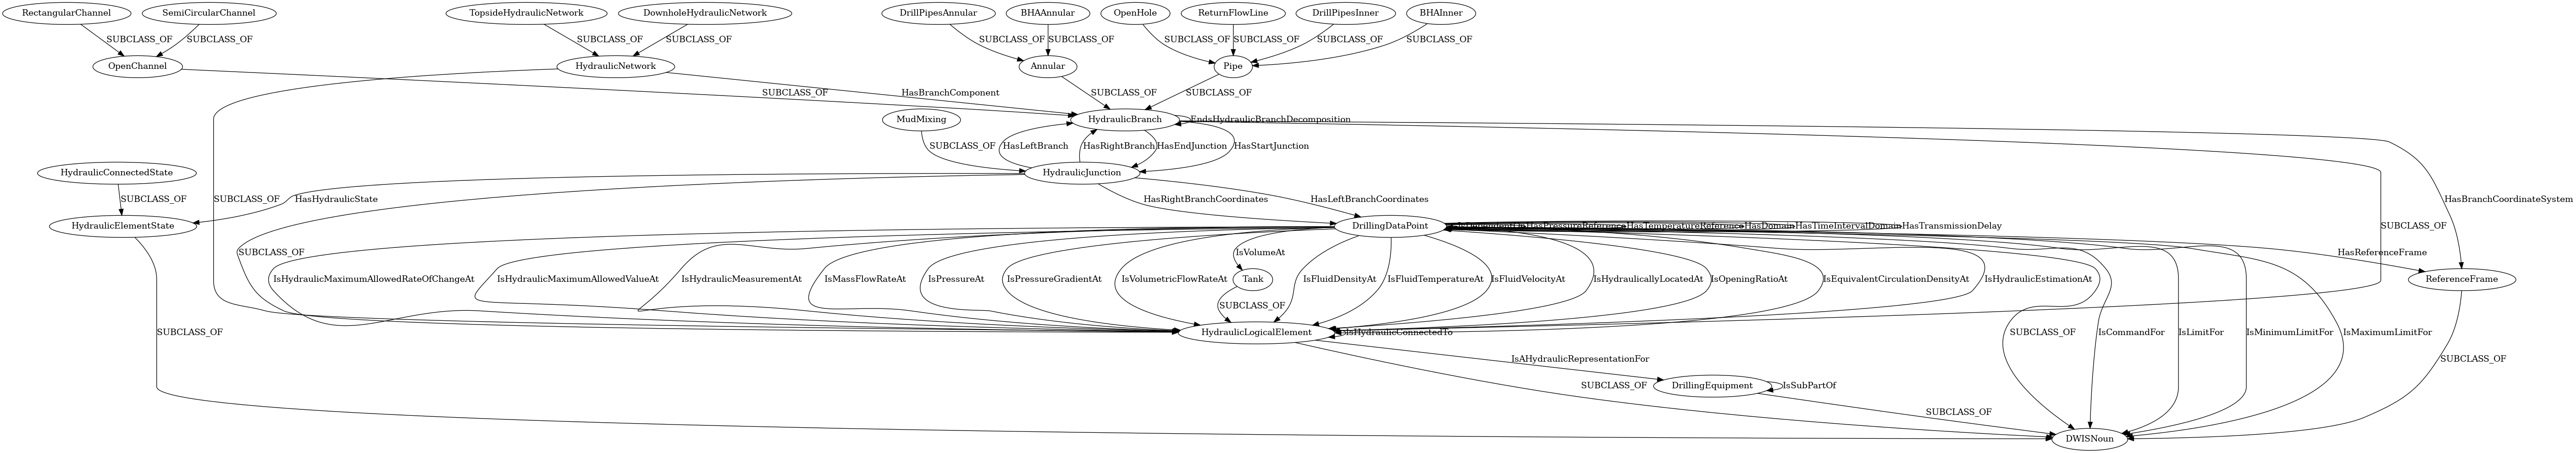 RectangularChannel
SemiCircularChannel
TopsideHydraulicNetwork
DownholeHydraulicNetwork
DrillPipesAnnular
BHAAnnular
OpenHole
ReturnFlowLine
DrillPipesInner
BHAInner
SUBCLASS_OF
SUBCLASS_OF
SUBCLASS_OF
SUBCLASS_OF
SUBCLASS_OF
SUBCLASS_OF
SUBCLASS_OF
SUBCLASS_OF
SUBCLASS_OF
SUBCLASS_OF
OpenChannel
HydraulicNetwork
Annular
Pipe
SUBCLASS_OF
HasBranchComponent
SUBCLASS_OF
SUBCLASS_OF
MudMixing
HydraulicBranch
EndsHydraulicBranchDecomposition
SUBCLASS_OF
HasLeftBranch
HasRightBranch
HasEndJunction
HasStartJunction
HydraulicConnectedState
HydraulicJunction
SUBCLASS_OF
SUBCLASS_OF
HasHydraulicState
HasRightBranchCoordinates
HasLeftBranchCoordinates
HasBranchCoordinateSystem
HydraulicElementState
DrillingDataPoint
HasPressureReference
HasTemperatureReference
HasDomain
HasTimeIntervalDomain
HasTransmissionDelay
SUBCLASS_OF
SUBCLASS_OF
IsVolumeAt
HasReferenceFrame
IsHydraulicMaximumAllowedRateOfChangeAt
IsHydraulicMaximumAllowedValueAt
IsHydraulicMeasurementAt
IsMassFlowRateAt
IsPressureAt
IsPressureGradientAt
IsVolumetricFlowRateAt
Tank
IsFluidDensityAt
IsFluidTemperatureAt
IsFluidVelocityAt
IsHydraulicallyLocatedAt
IsOpeningRatioAt
IsEquivalentCirculationDensityAt
IsHydraulicEstimationAt
ReferenceFrame
SUBCLASS_OF
SUBCLASS_OF
HydraulicLogicalElement
IsHydraulicConnectedTo
SUBCLASS_OF
IsCommandFor
IsLimitFor
IsMinimumLimitFor
IsMaximumLimitFor
IsAHydraulicRepresentationFor
SUBCLASS_OF
SUBCLASS_OF
DrillingEquipment
IsSubPartOf
SUBCLASS_OF
DWISNoun